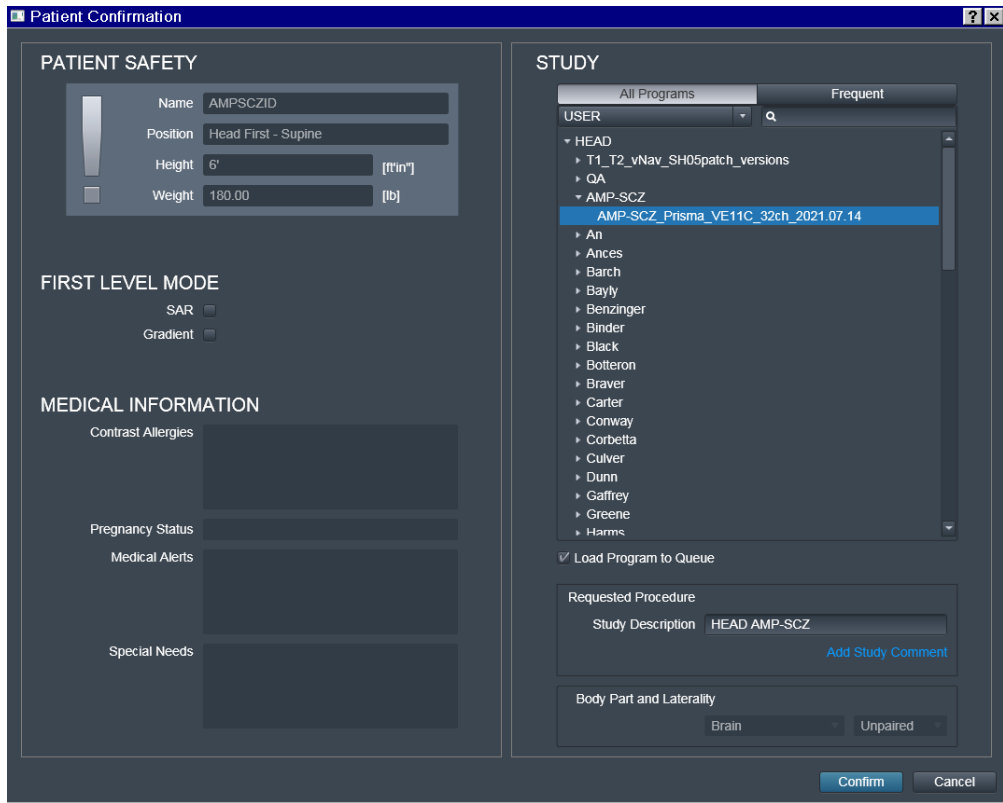 Patient Confirmation
PATIENT SAFETY
Name AMPSCZID
Position Head First - Supine
Height 6' [ft'in"]
Weight 180.00 [lb]
FIRST LEVEL MODE
SAR
Gradient
MEDICAL INFORMATION
Contrast Allergies
Pregnancy Status
Medical Alerts
Special Needs
STUDY
All Programs Frequent
USER
HEAD
T1_T2_vNav_SH05patch_versions
QA
AMP-SCZ
AMP-SCZ_Prisma_VE11C_32ch_2021.07.14
An
Ances
Barch
Bayly
Benzinger
Binder
Black
Botteron
Braver
Carter
Conway
Corbetta
Culver
Dunn
Gaffrey
Greene
Harms
Load Program to Queue
Requested Procedure
Study Description HEAD AMP-SCZ
Add Study Comment
Body Part and Laterality
Brain Unpaired
Confirm Cancel